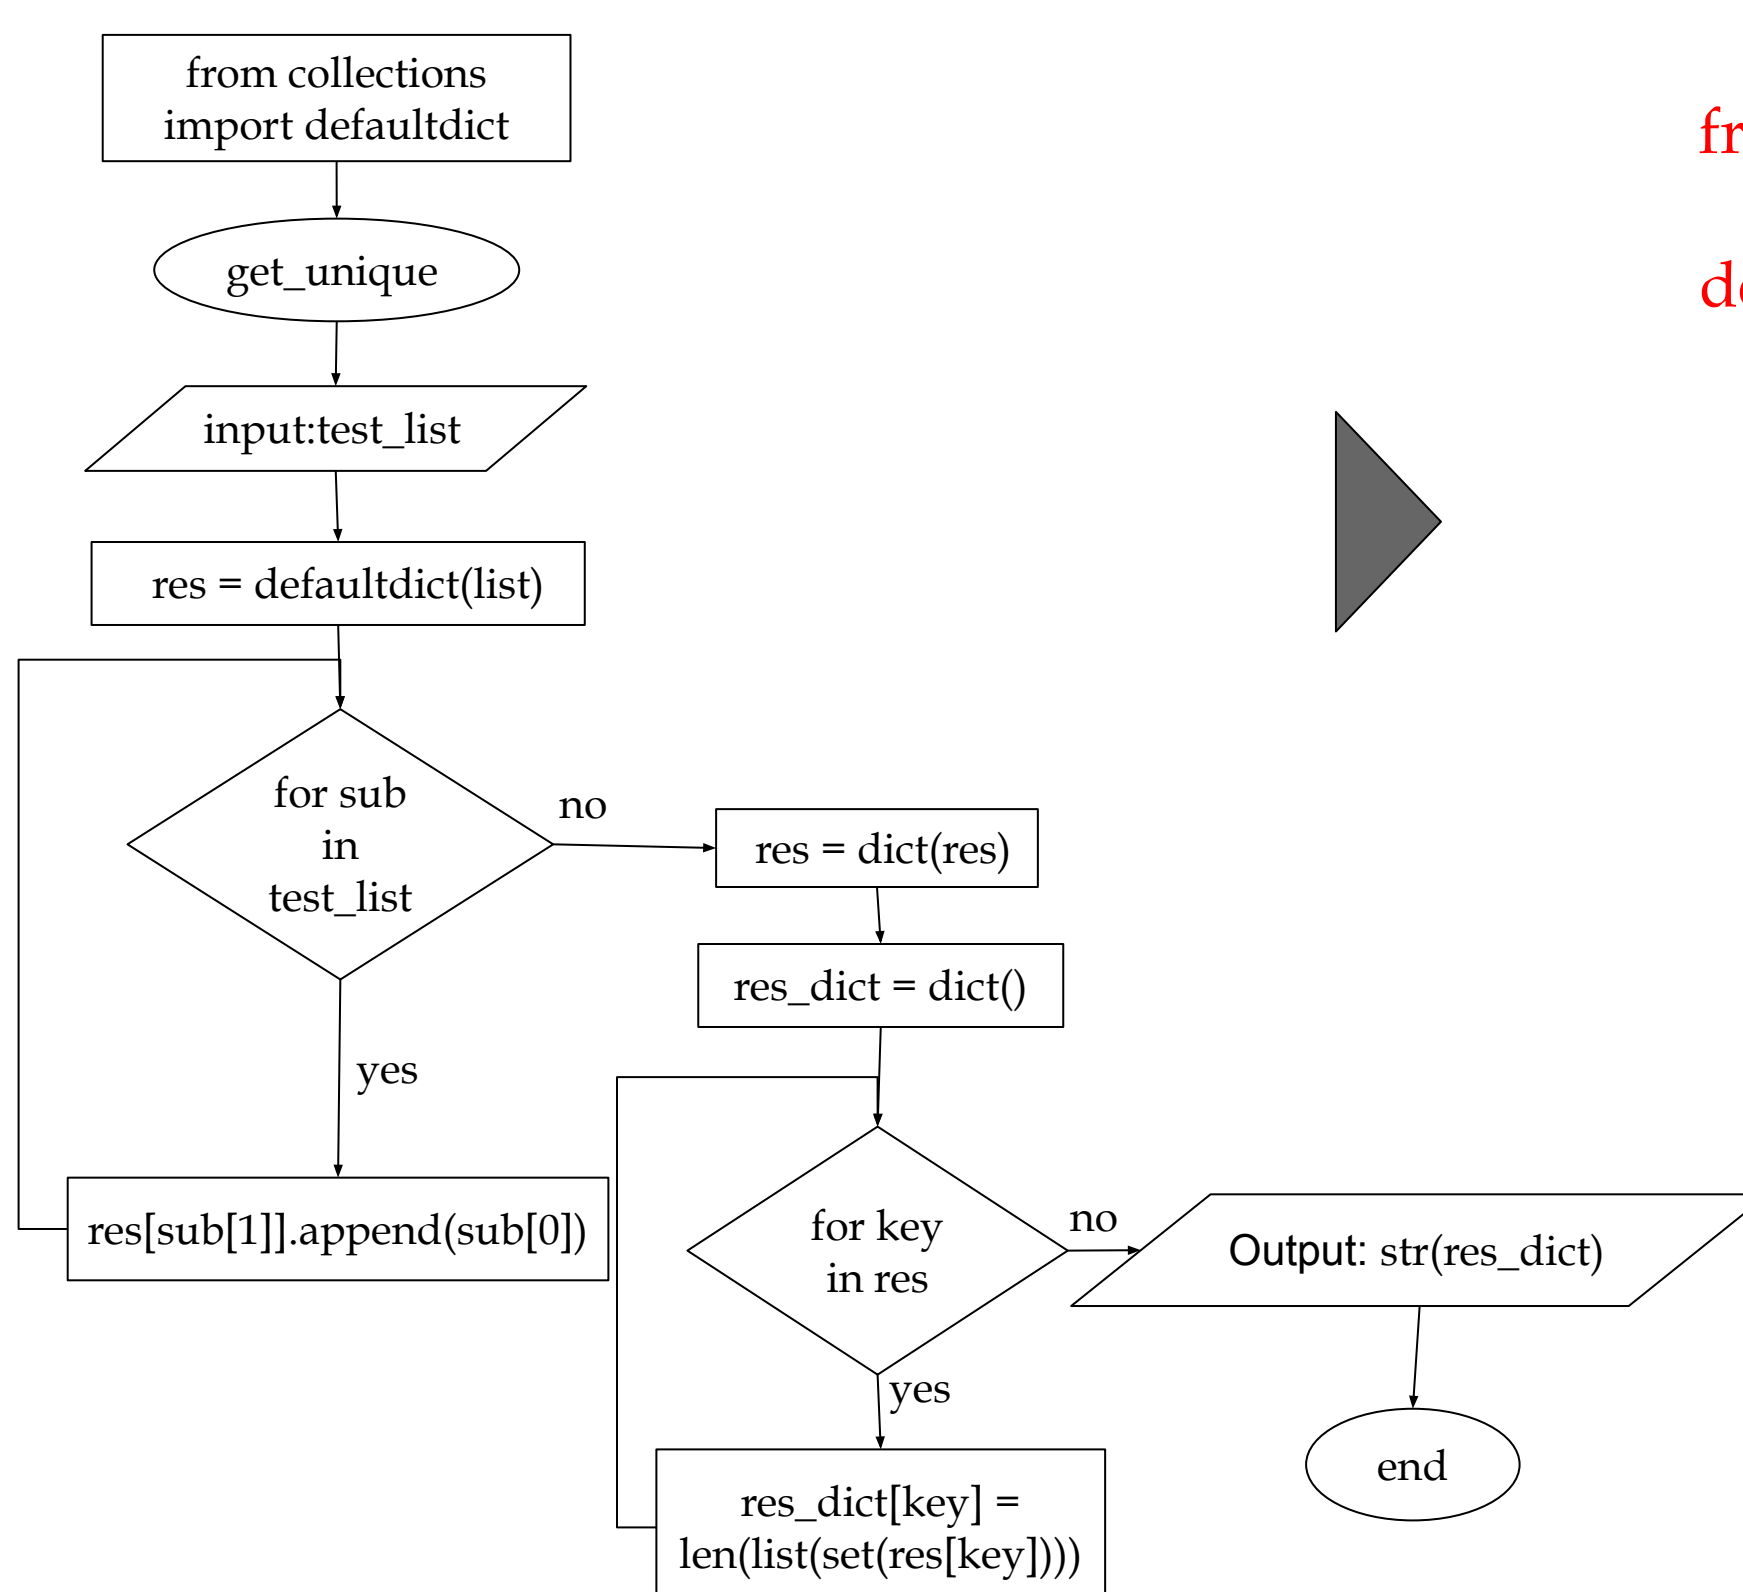 from collections
import defaultdict
get_unique
input:test_list
res = defaultdict(list)
for sub
in
test_list
no
yes
res[sub[1]].append(sub[0])
res = dict(res)
res_dict = dict()
for key
in res
no
yes
res_dict[key] =
len(list(set(res[key])))
Output: str(res_dict)
end
fr